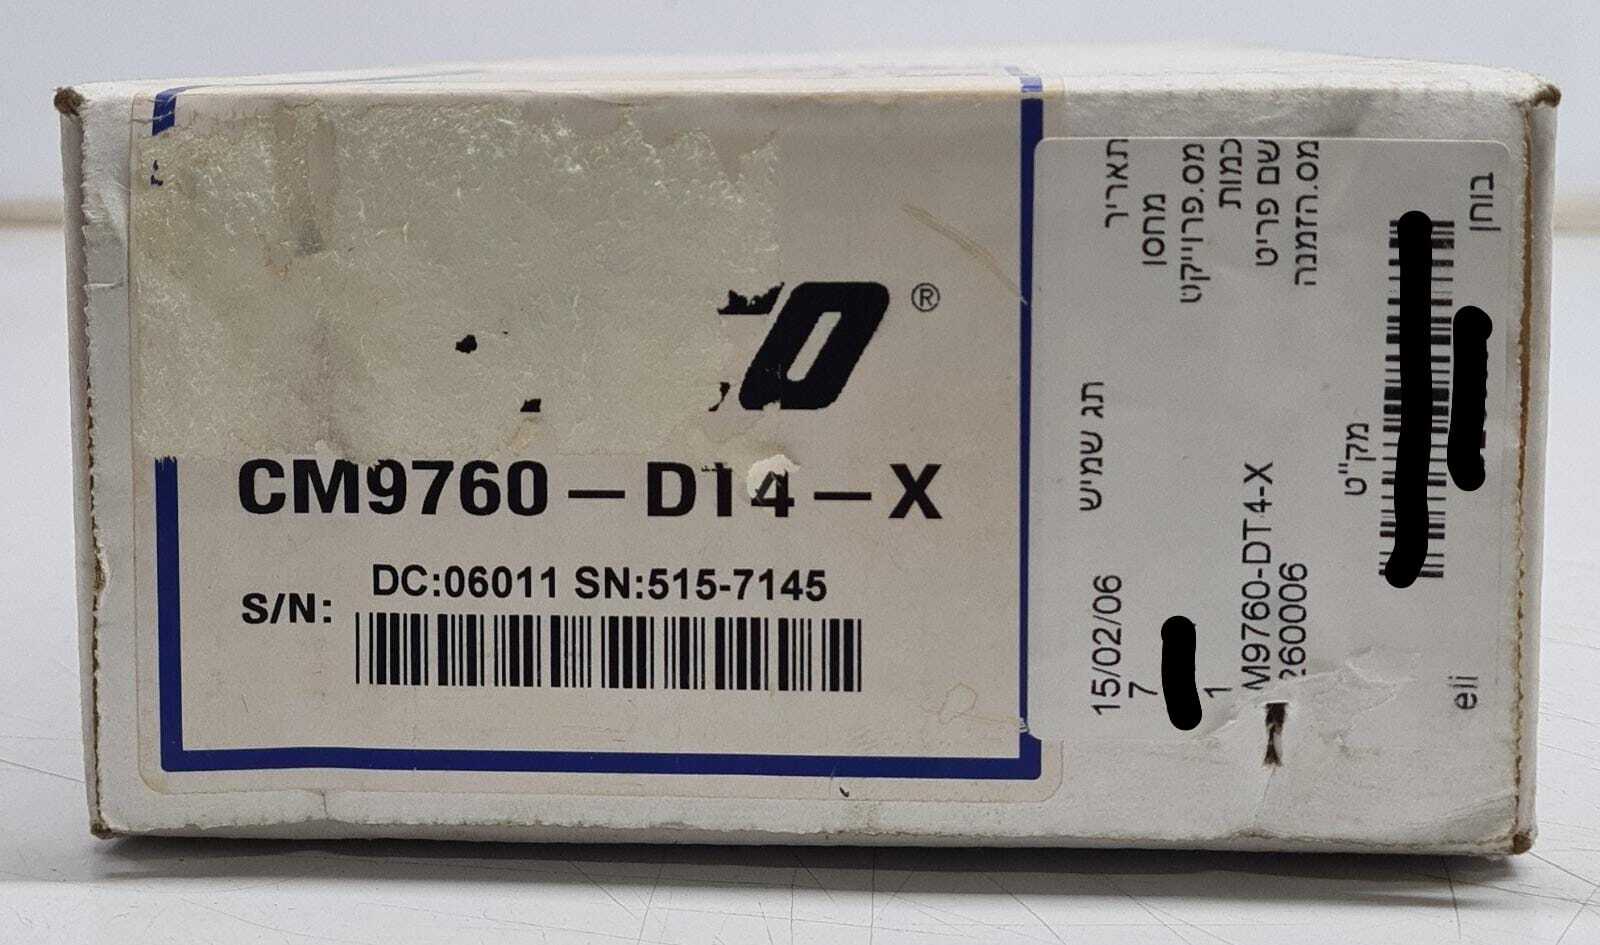 O®
CM9760 – DT4 – X
S/N:
DC:06011 SN:515-7145
תג שמיש
תאריך 15/02/06
מחסן 7
מס.פרוייקט
כמות 1
שם פריט M9760-DT4-X
מס.הזמנה 260006
מק"ט
בוחן eli